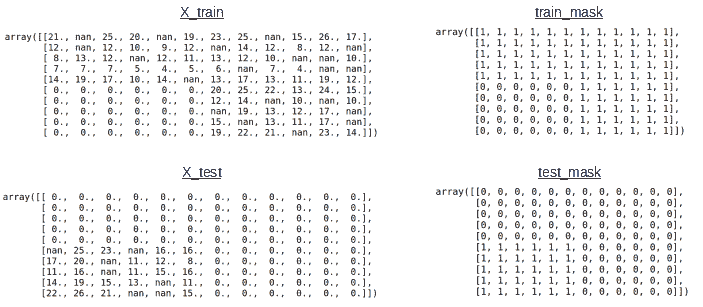 X_train
array([[21., nan, 25., 20., nan, 19., 23., 25., nan, 15., 26., 17.],
[12., nan, 12., 10., 9., 12., nan, 14., 12., 8., 12., nan],
[ 8., 13., 12., nan, 12., 11., 13., 12., 10., nan, nan, 10.],
[ 7., 7., 7., 5., 4., 5., 6., nan, 7., 4., nan, nan],
[14., 19., 17., 10., 14., nan, 13., 17., 13., 11., 19., 12.],
[ 0., 0., 0., 0., 0., 0., 20., 25., 22., 13., 24., 15.],
[ 0., 0., 0., 0., 0., 0., 12., 14., nan, 10., nan, 10.],
[ 0., 0., 0., 0., 0., 0., nan, 19., 13., 12., 17., nan],
[ 0., 0., 0., 0., 0., 0., 15., nan, 13., 11., 17., nan],
[ 0., 0., 0., 0., 0., 0., 19., 22., 21., nan, 23., 14.]])
train_mask
array([[1, 1, 1, 1, 1, 1, 1, 1, 1, 1, 1, 1],
[1, 1, 1, 1, 1, 1, 1, 1, 1, 1, 1, 1],
[1, 1, 1, 1, 1, 1, 1, 1, 1, 1, 1, 1],
[1, 1, 1, 1, 1, 1, 1, 1, 1, 1, 1, 1],
[1, 1, 1, 1, 1, 1, 1, 1, 1, 1, 1, 1],
[0, 0, 0, 0, 0, 0, 1, 1, 1, 1, 1, 1],
[0, 0, 0, 0, 0, 0, 1, 1, 1, 1, 1, 1],
[0, 0, 0, 0, 0, 0, 1, 1, 1, 1, 1, 1],
[0, 0, 0, 0, 0, 0, 1, 1, 1, 1, 1, 1],
[0, 0, 0, 0, 0, 0, 1, 1, 1, 1, 1, 1]])
X_test
array([[ 0., 0., 0., 0., 0., 0., 0., 0., 0., 0., 0., 0.],
[ 0., 0., 0., 0., 0., 0., 0., 0., 0., 0., 0., 0.],
[ 0., 0., 0., 0., 0., 0., 0., 0., 0., 0., 0., 0.],
[ 0., 0., 0., 0., 0., 0., 0., 0., 0., 0., 0., 0.],
[ 0., 0., 0., 0., 0., 0., 0., 0., 0., 0., 0., 0.],
[nan, 25., 23., nan, 16., 16., 0., 0., 0., 0., 0., 0.],
[17., 20., nan, 11., 12., 8., 0., 0., 0., 0., 0., 0.],
[11., 16., nan, 11., 15., 16., 0., 0., 0., 0., 0., 0.],
[14., 19., 15., 13., nan, 11., 0., 0., 0., 0., 0., 0.],
[22., 26., 21., nan, nan, 15., 0., 0., 0., 0., 0., 0.]])
test_mask
array([[0, 0, 0, 0, 0, 0, 0, 0, 0, 0, 0, 0],
[0, 0, 0, 0, 0, 0, 0, 0, 0, 0, 0, 0],
[0, 0, 0, 0, 0, 0, 0, 0, 0, 0, 0, 0],
[0, 0, 0, 0, 0, 0, 0, 0, 0, 0, 0, 0],
[0, 0, 0, 0, 0, 0, 0, 0, 0, 0, 0, 0],
[1, 1, 1, 1, 1, 1, 0, 0, 0, 0, 0, 0],
[1, 1, 1, 1, 1, 1, 0, 0, 0, 0, 0, 0],
[1, 1, 1, 1, 1, 1, 0, 0, 0, 0, 0, 0],
[1, 1, 1, 1, 1, 1, 0, 0, 0, 0, 0, 0],
[1, 1, 1, 1, 1, 1, 0, 0, 0, 0, 0, 0]])